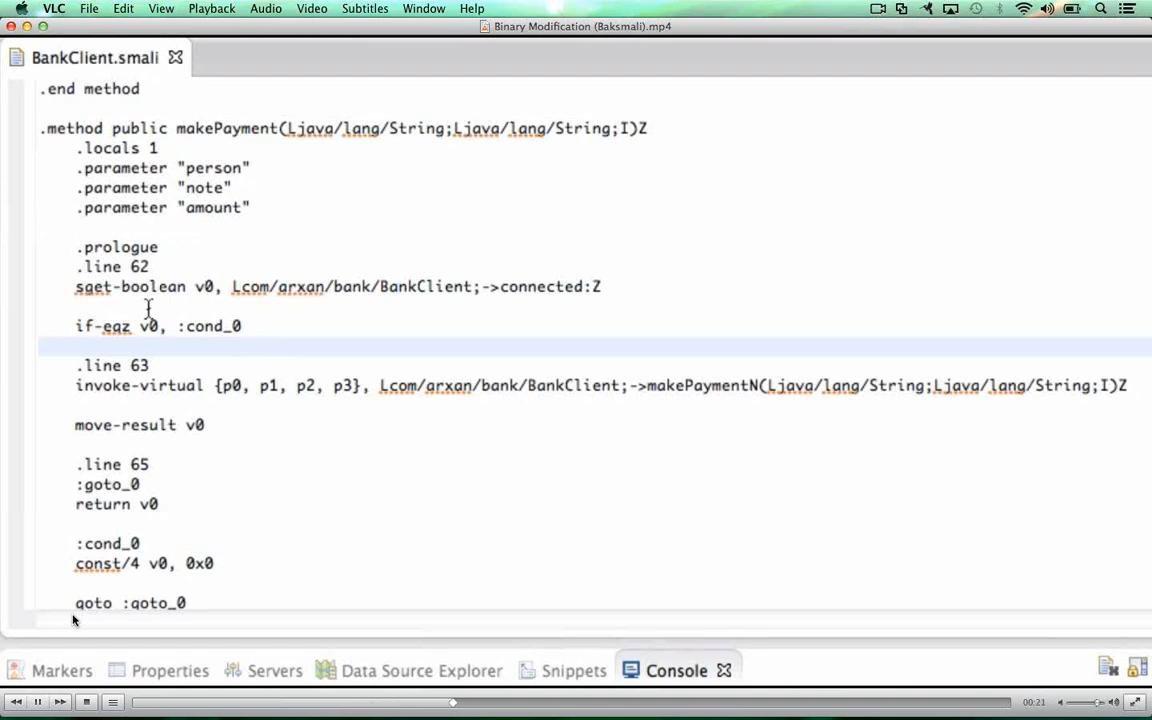 VLC File Edit View Playback Audio Video Subtitles Window Help
Binary Modification (Baksmali).mp4
BankClient.smali
.end method
.method public makePayment(Ljava/lang/String;Ljava/lang/String;I)Z
.locals 1
.parameter "person"
.parameter "note"
.parameter "amount"
.prologue
.line 62
sget-boolean v0, Lcom/arxan/bank/BankClient;->connected:Z
if-eqz v0, :cond_0
.line 63
invoke-virtual {p0, p1, p2, p3}, Lcom/arxan/bank/BankClient;->makePaymentN(Ljava/lang/String;Ljava/lang/String;I)Z
move-result v0
.line 65
:goto_0
return v0
:cond_0
const/4 v0, 0x0
goto :goto_0
Markers Properties Servers Data Source Explorer Snippets Console
00:21